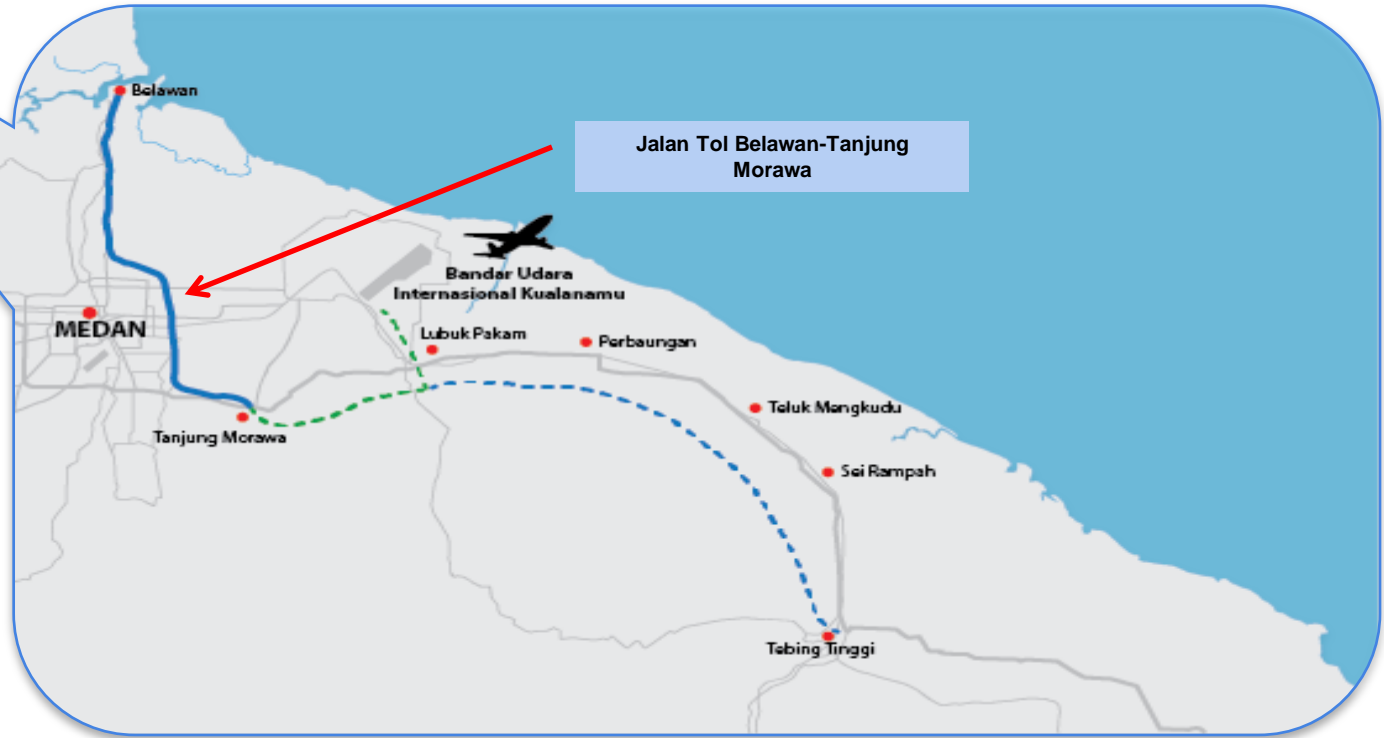 Belawan
Jalan Tol Belawan-Tanjung
Morawa
Bandar Udara
Internasional Kualanamu
MEDAN
Lubuk Pakam
Perbaungan
Teluk Mengkudu
Tanjung Morawa
Sei Rampah
Tebing Tinggi